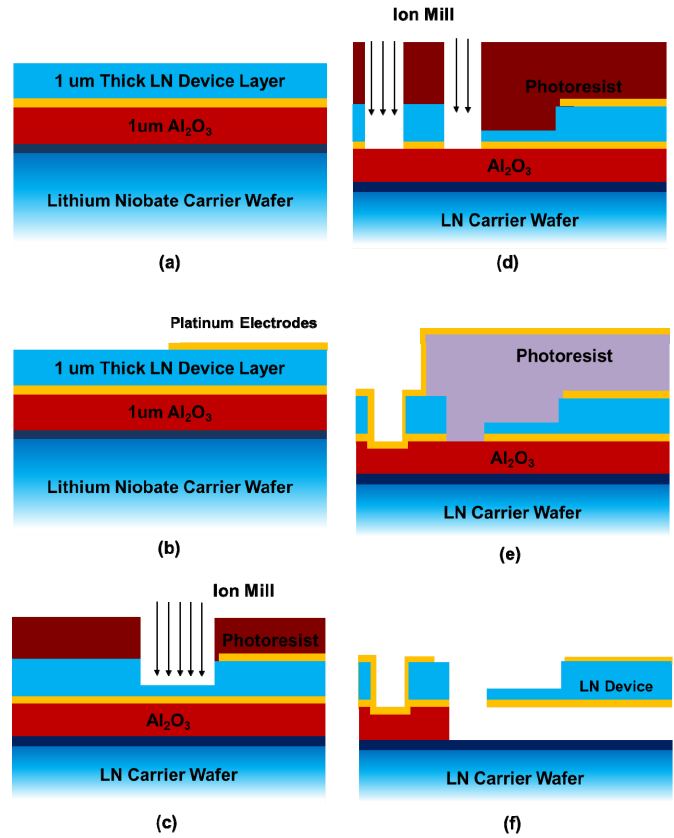 1 um Thick LN Device Layer
1um Al₂O₃
Lithium Niobate Carrier Wafer
(a)
Platinum Electrodes
1 um Thick LN Device Layer
1um Al₂O₃
Lithium Niobate Carrier Wafer
(b)
Ion Mill
Photoresist
Al₂O₃
LN Carrier Wafer
(c)
Ion Mill
Photoresist
Al₂O₃
LN Carrier Wafer
(d)
Photoresist
Al₂O₃
LN Carrier Wafer
(e)
LN Device
LN Carrier Wafer
(f)